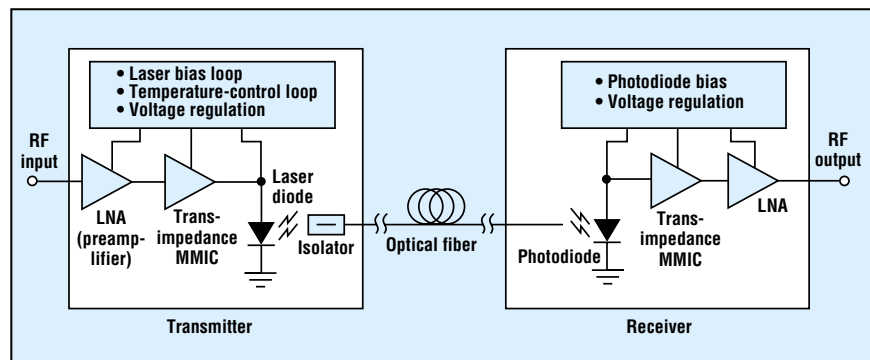 • Laser bias loop
• Temperature-control loop
• Voltage regulation
• Photodiode bias
• Voltage regulation
RF
input
RF
output
Laser
diode
LNA
(preamp-
lifier)
Trans-
impedance
MMIC
Isolator
Optical fiber
Photodiode
Trans-
impedance
MMIC
LNA
Transmitter
Receiver